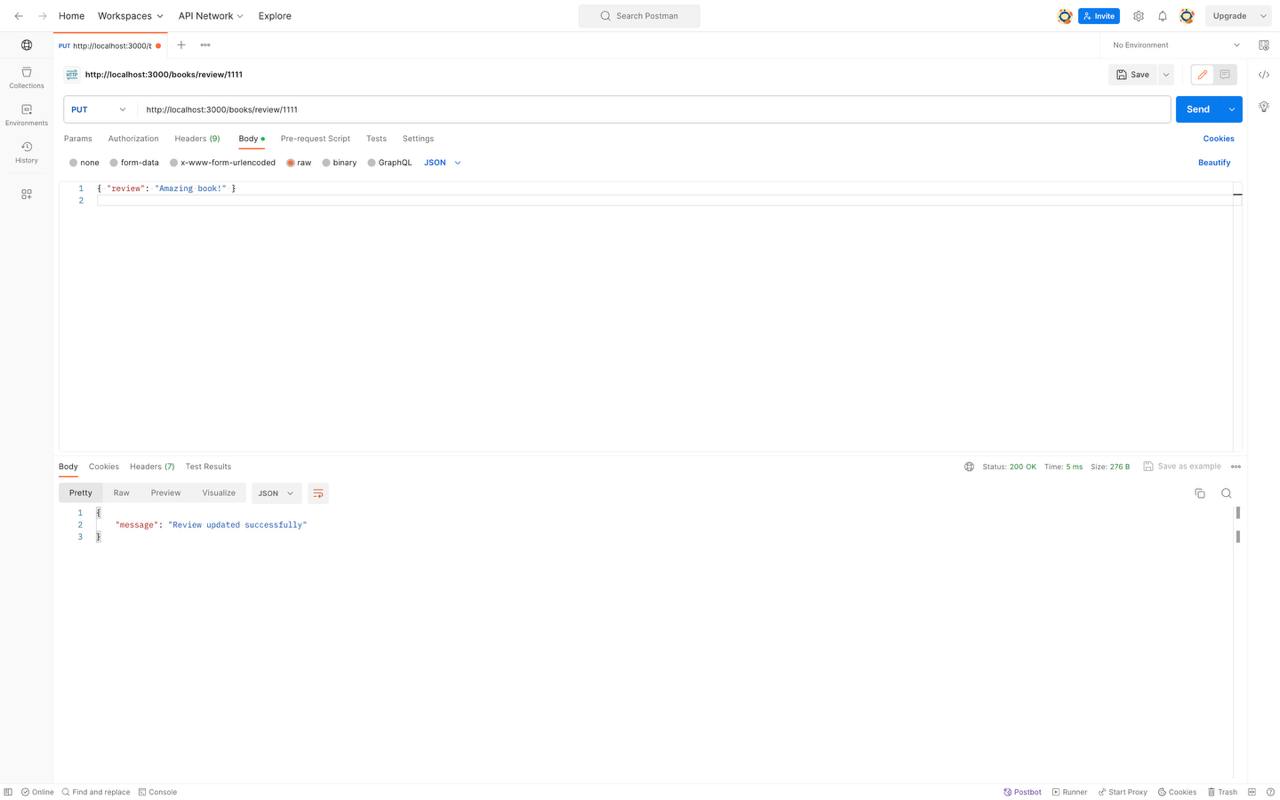 Home Workspaces API Network Explore Search Postman Invite Upgrade
PUT http://localhost:3000/b No Environment
http://localhost:3000/books/review/1111 Save
PUT http://localhost:3000/books/review/1111 Send
Params Authorization Headers (9) Body Pre-request Script Tests Settings Cookies
none form-data x-www-form-urlencoded raw binary GraphQL JSON Beautify
1 { "review": "Amazing book!" }
2
Collections
Environments
History
Body Cookies Headers (7) Test Results Status: 200 OK Time: 5 ms Size: 276 B Save as example
Pretty Raw Preview Visualize JSON
1 {
2 "message": "Review updated successfully"
3 }
Online Find and replace Console Postbot Runner Start Proxy Cookies Trash